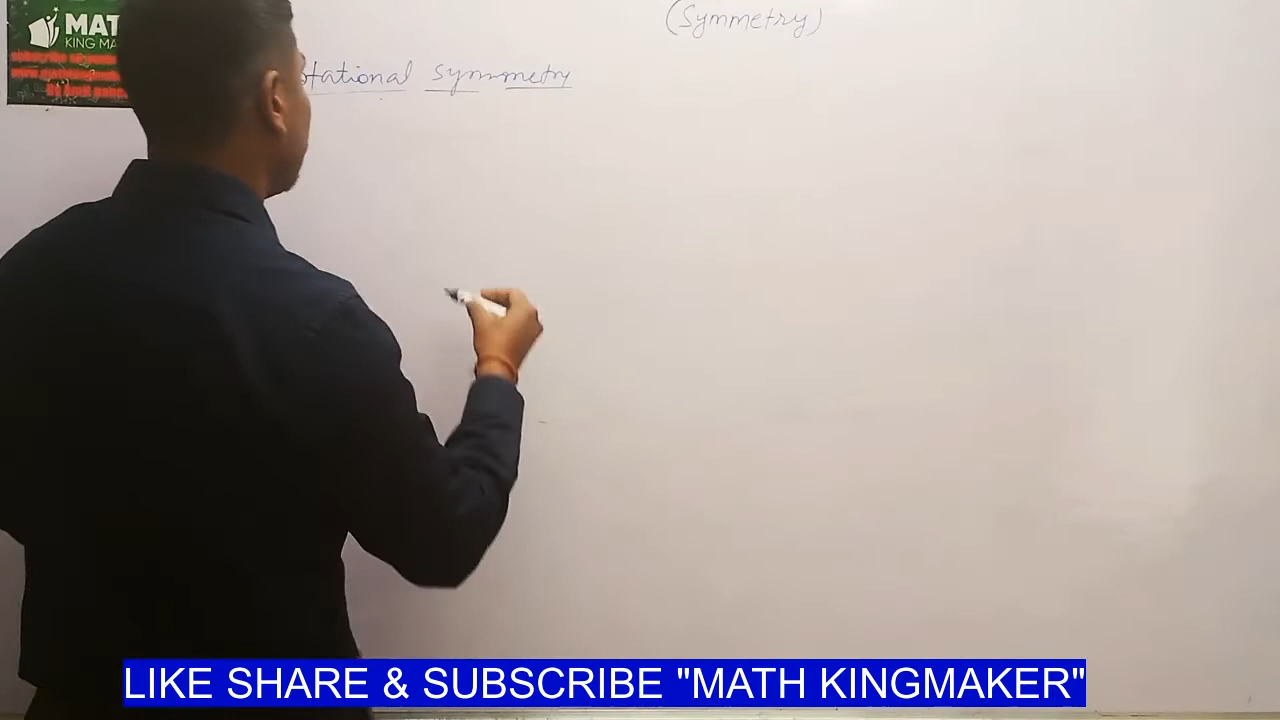 (Symmetry)
MAT
KING MA
otational symmetry
LIKE SHARE & SUBSCRIBE "MATH KINGMAKER"